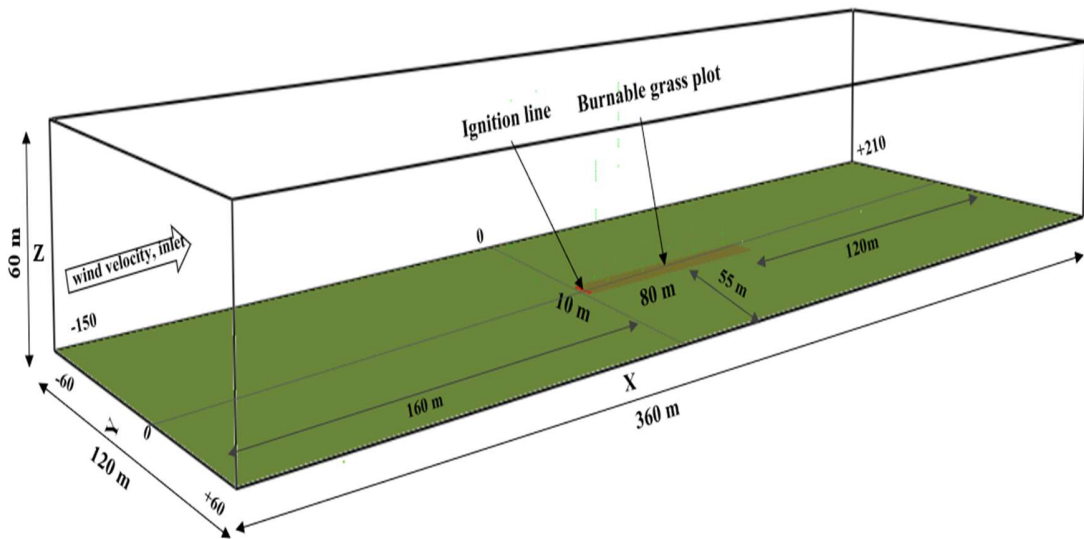 Burnable grass plot
Ignition line
+210
60 m
Z
wind velocity, inlet
0
120m
55 m
80 m
10 m
-150
-60
160 m
X
360 m
Y
0
120 m
+60